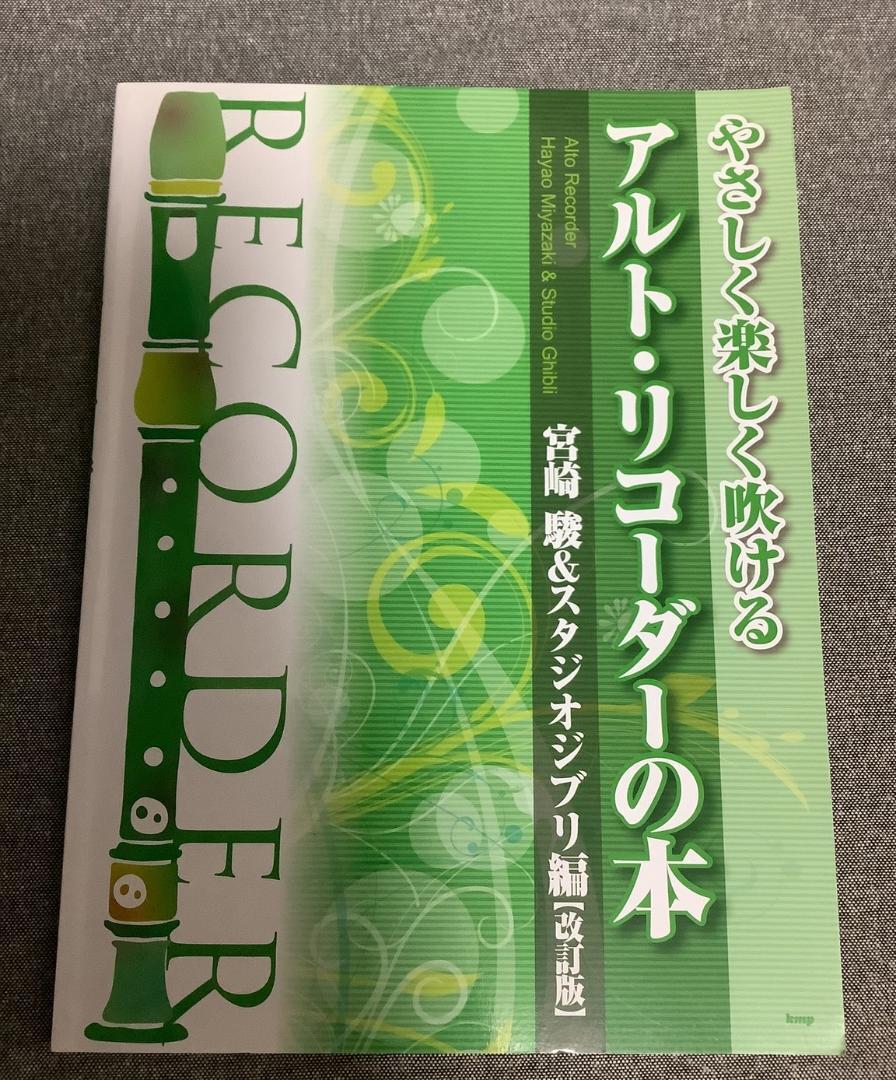 やさしく楽しく吹ける
アルト・リコーダーの本
Alto Recorder
Hayao Miyazaki & Studio Ghibli
宮崎 駿&スタジオジブリ編【改訂版】
RECORDER
kmp